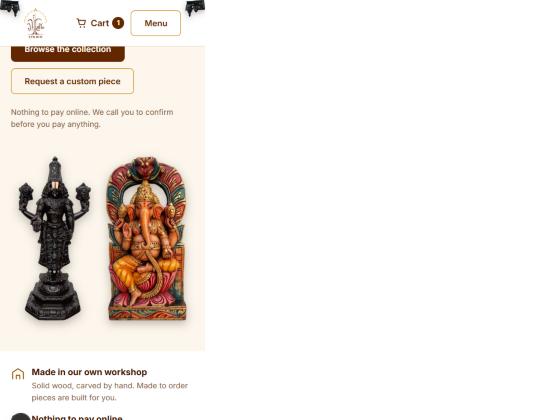 Cart 1
Menu
Browse the collection
Request a custom piece
Nothing to pay online. We call you to confirm
before you pay anything.
Made in our own workshop
Solid wood, carved by hand. Made to order
pieces are built for you.
Nothing to pay online